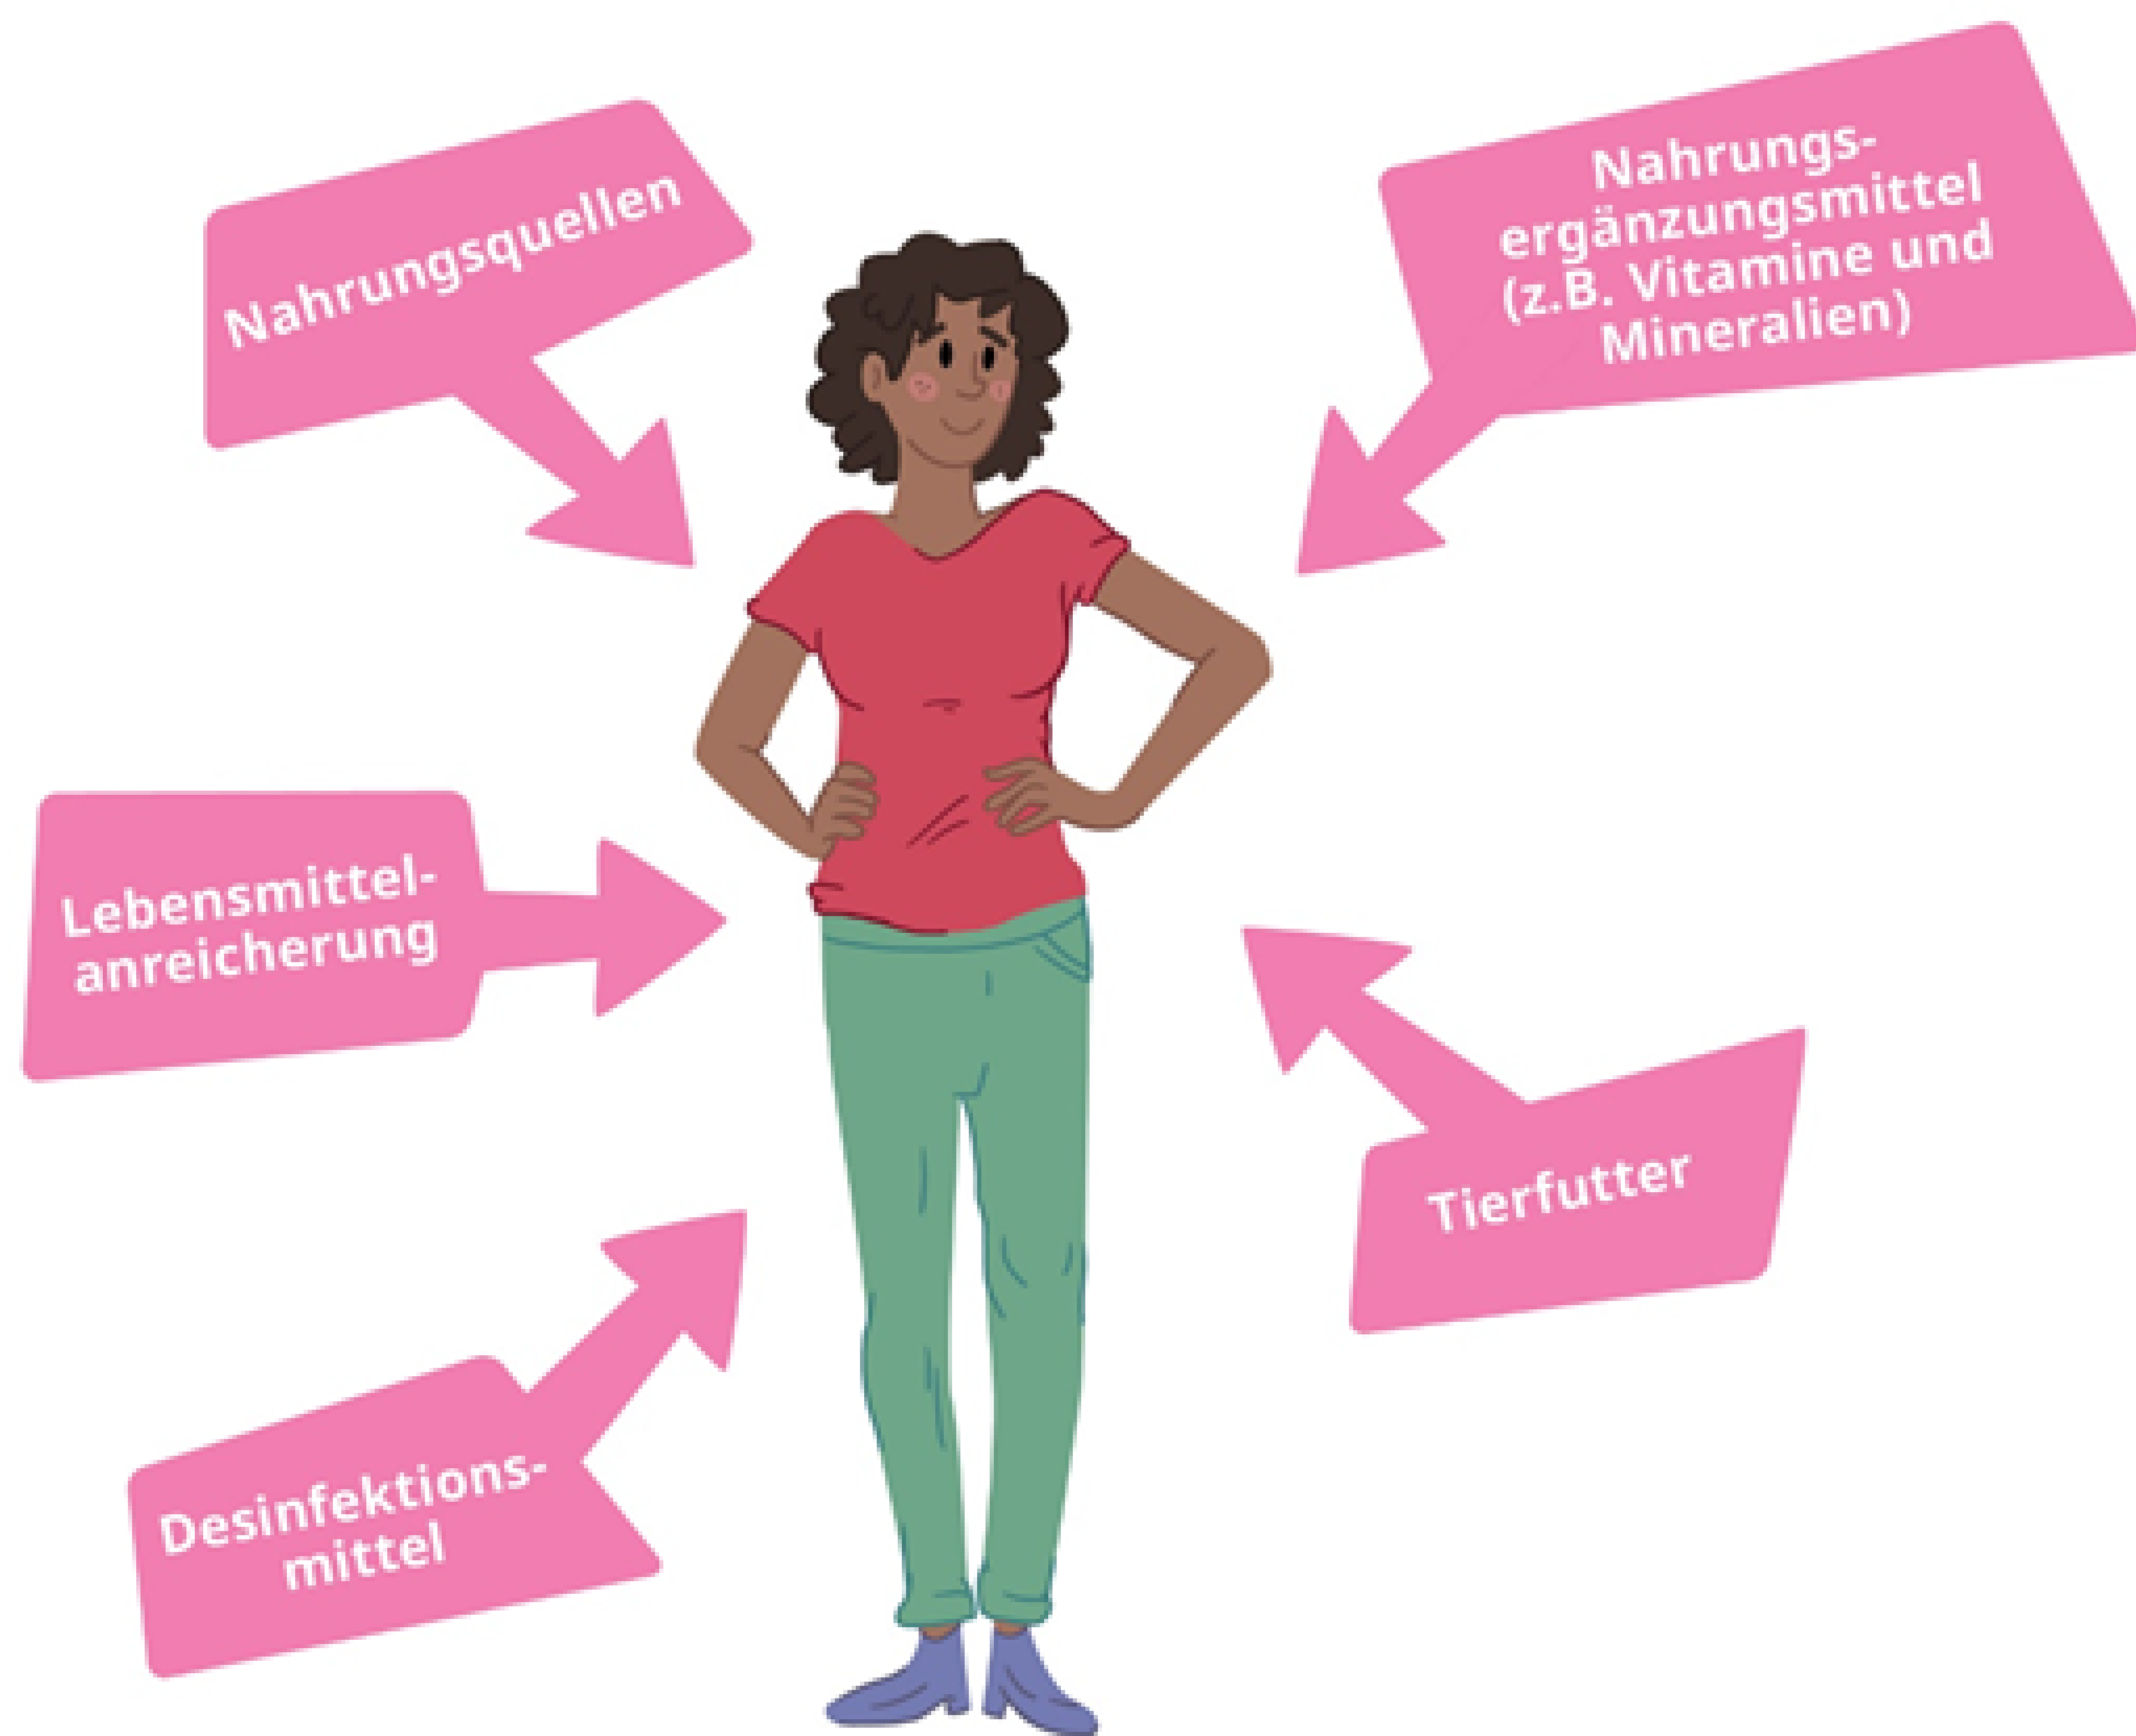 Nahrungsquellen
Nahrungs-
ergänzungsmittel
(z.B. Vitamine und
Mineralien)
Lebensmittel-
anreicherung
Tierfutter
Desinfektions-
mittel